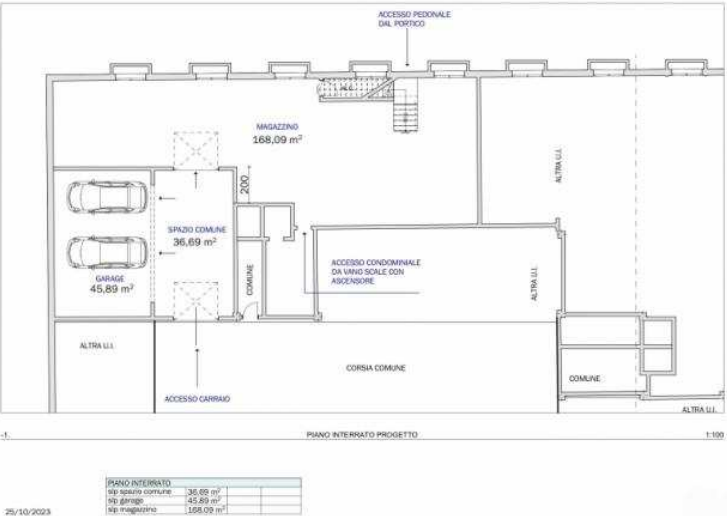 ACCESSO PEDONALE
DAL PORTICO
MAGAZZINO
168,09 m²
200
ALTRA U.I.
SPAZIO COMUNE
36,69 m²
GARAGE
45,89 m²
COMUNE
ACCESSO CONDOMINIALE
DA VANO SCALE CON
ASCENSORE
ALTRA U.I.
ALTRA U.I.
CORSIA COMUNE
COMUNE
ACCESSO CARRAIO
ALTRA U.I.
-1.
PIANO INTERRATO PROGETTO
1:100
PIANO INTERRATO
slp spazio comune 36,69 m²
slp garage 45,89 m²
slp magazzino 168,09 m²
25/10/2023